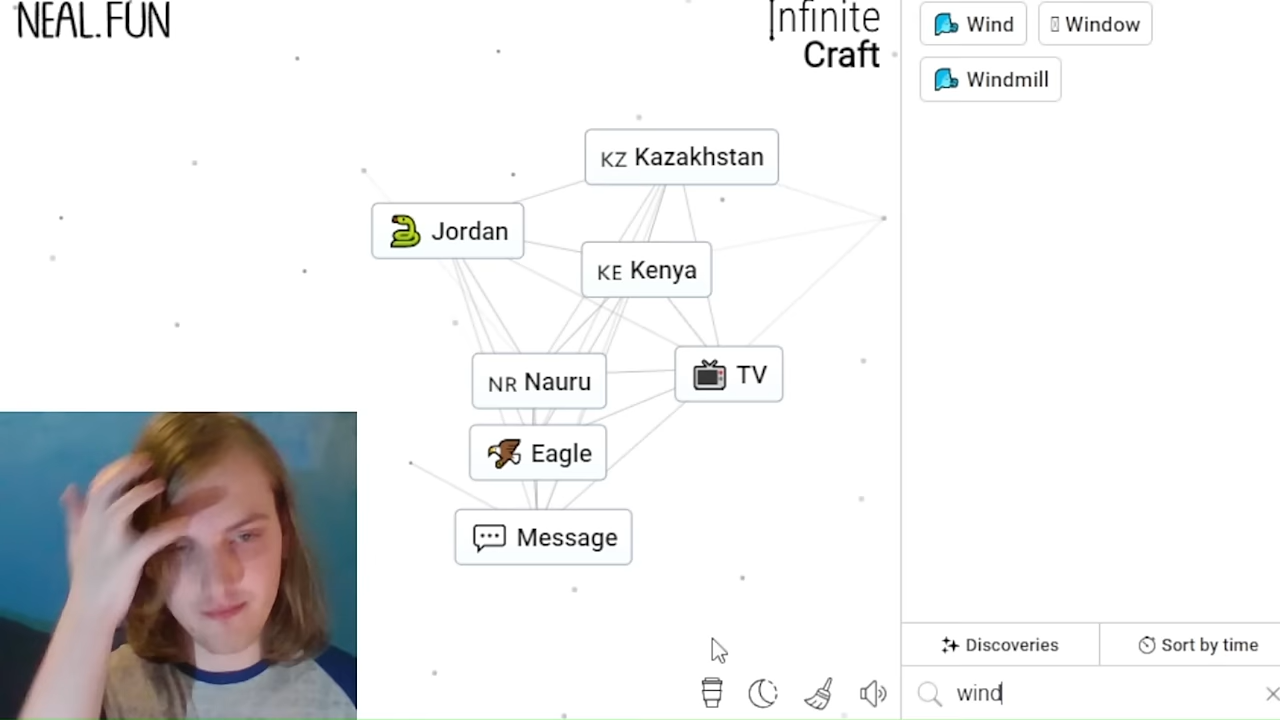 NEAL.FUN
Infinite
Craft
Wind
Window
Windmill
KZ Kazakhstan
Jordan
KE Kenya
NR Nauru
TV
Eagle
Message
Discoveries
Sort by time
wind